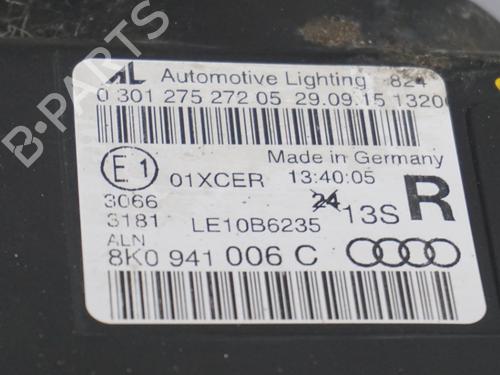 AL Automotive Lighting 824
0 301 275 272 05 29.09.15 1320
Made in Germany
E1 01XCER 13:40:05
3066 24 13S R
3181 LE10B6235
ALN
8K0 941 006 C
B-PARTS